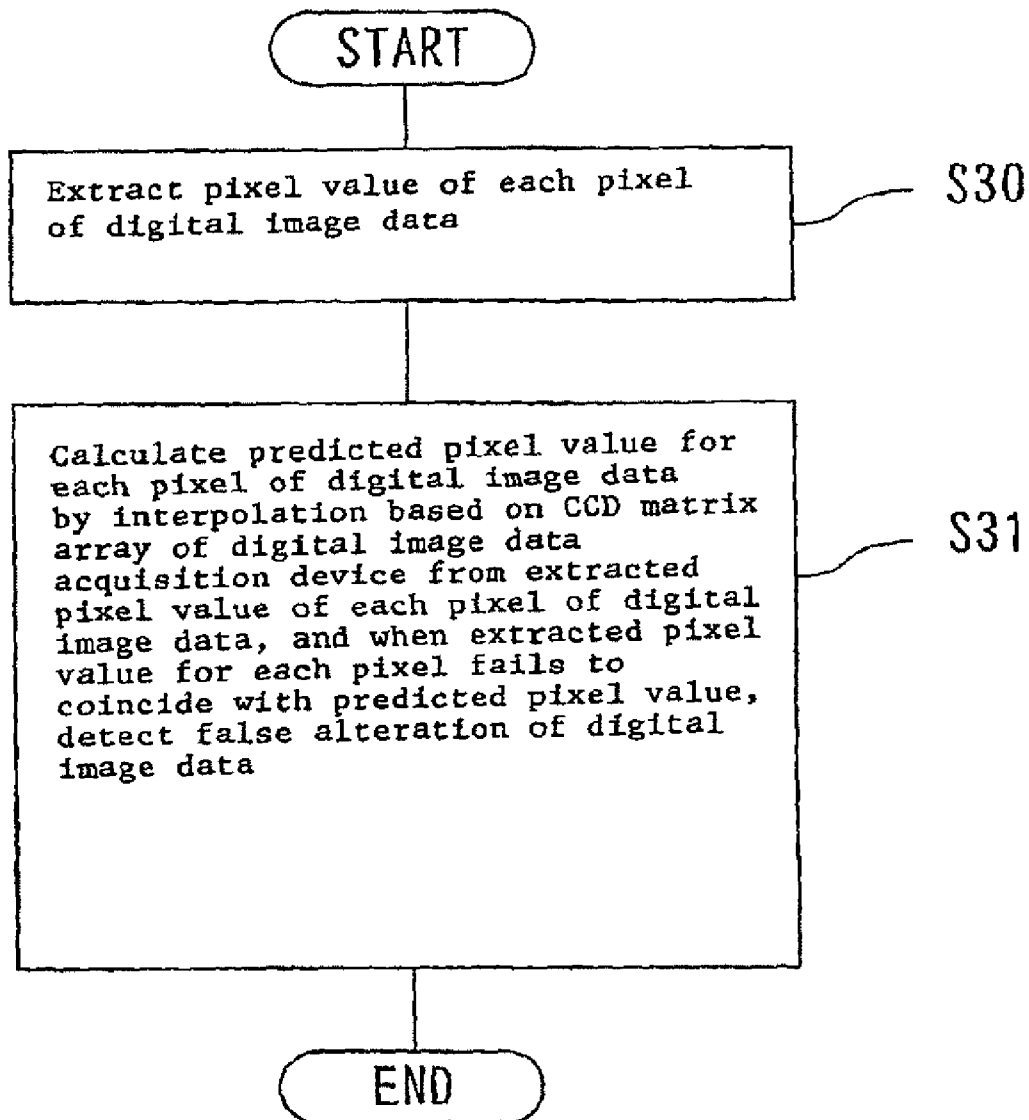 START
Extract pixel value of each pixel
of digital image data
S30
Calculate predicted pixel value for
each pixel of digital image data
by interpolation based on CCD matrix
array of digital image data
acquisition device from extracted
pixel value of each pixel of digital
image data, and when extracted pixel
value for each pixel fails to
coincide with predicted pixel value,
detect false alteration of digital
image data
S31
END